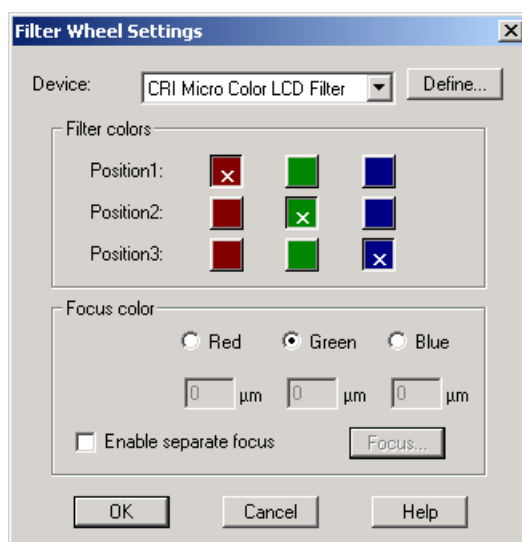 Filter Wheel Settings
Device: CRI Micro Color LCD Filter Define...
Filter colors
Position1: x
Position2: x
Position3: x
Focus color
Red Green Blue
0 µm 0 µm 0 µm
Enable separate focus Focus...
OK Cancel Help